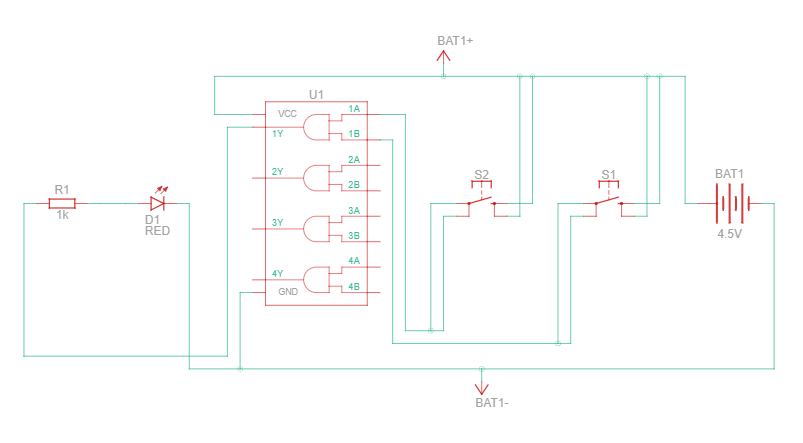 BAT1+
U1
VCC
1A
1Y
1B
2A
2Y
2B
3A
3Y
3B
4A
4Y
GND
4B
S2
S1
BAT1
4.5V
R1
1k
D1
RED
BAT1-